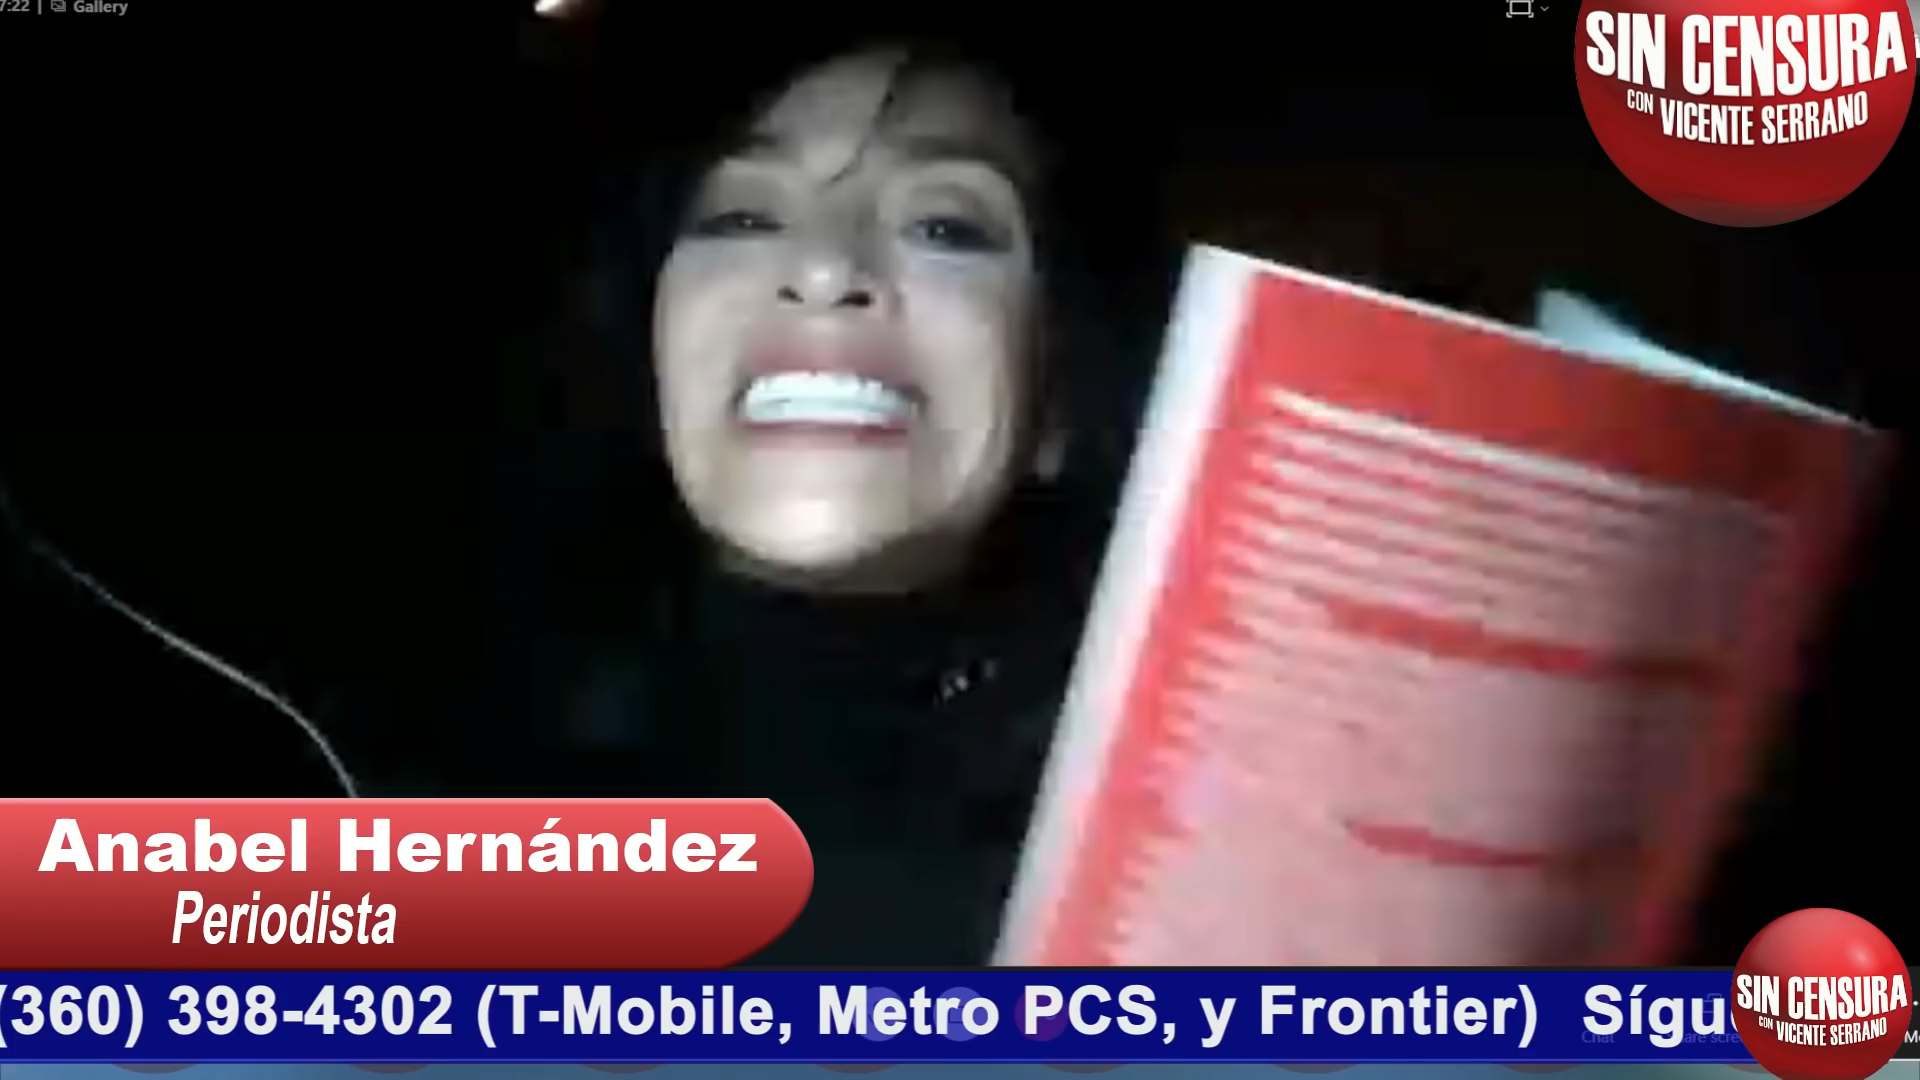 7:22 | Gallery
SIN CENSURA
CON VICENTE SERRANO
Anabel Hernández
Periodista
(360) 398-4302 (T-Mobile, Metro PCS, y Frontier) Sígu
Chat
SIN CENSURA
CON VICENTE SERRANO